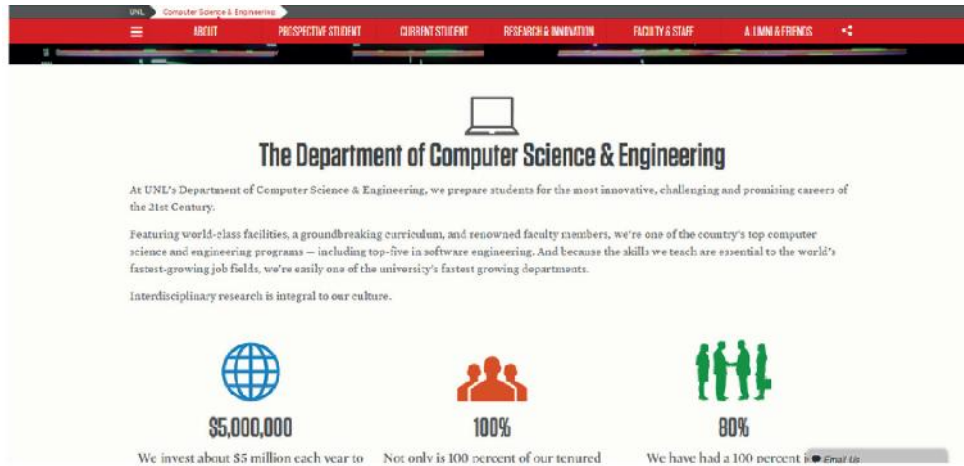 UNL Computer Science & Engineering
ABOUT PROSPECTIVE STUDENT CURRENT STUDENT RESEARCH & INNOVATION FACULTY & STAFF ALUMNI & FRIENDS
The Department of Computer Science & Engineering
At UNL's Department of Computer Science & Engineering, we prepare students for the most innovative, challenging and promising careers of
the 21st Century.
Featuring world-class facilities, a groundbreaking curriculum, and renowned faculty members, we're one of the country's top computer
science and engineering programs — including top-five in software engineering. And because the skills we teach are essential to the world's
fastest-growing job fields, we're easily one of the university's fastest growing departments.
Interdisciplinary research is integral to our culture.
$5,000,000 100% 80%
We invest about $5 million each year to Not only is 100 percent of our tenured We have had a 100 percent Email Us